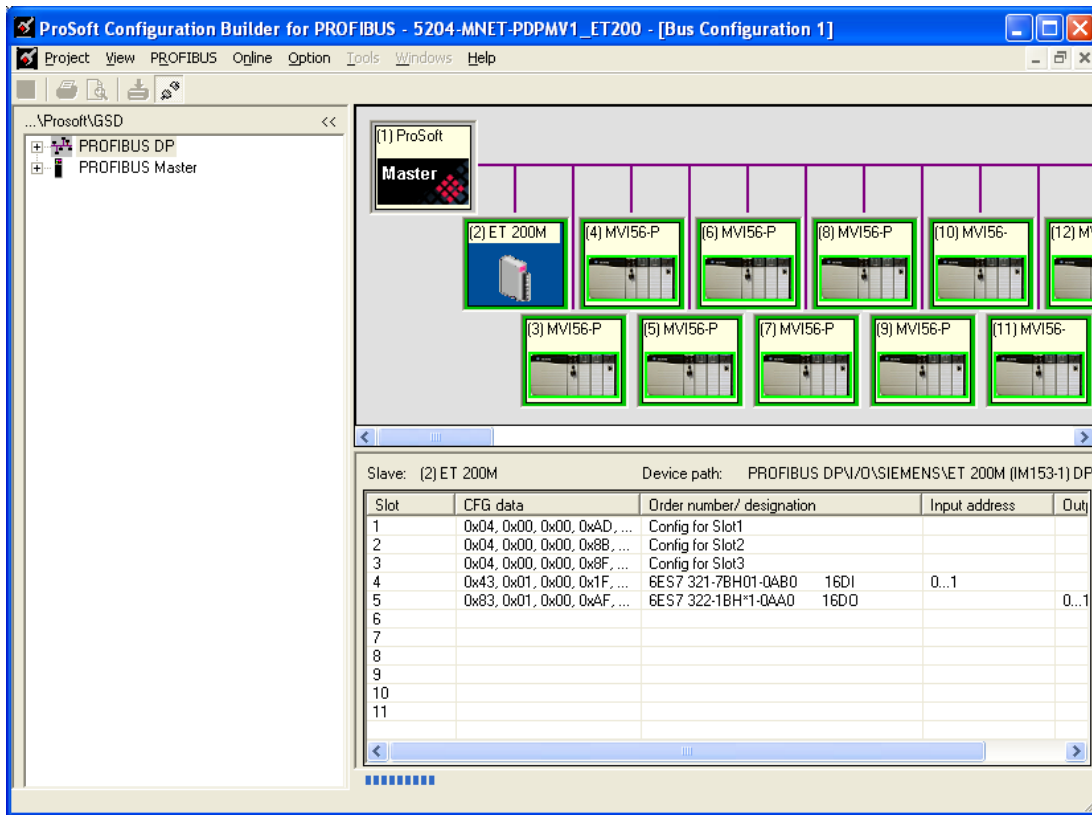 ProSoft Configuration Builder for PROFIBUS - 5204-MNET-PDPMV1_ET200 - [Bus Configuration 1]
Project View PROFIBUS Online Option Tools Windows Help
...\Prosoft\GSD <<
PROFIBUS DP
PROFIBUS Master
(1) ProSoft
Master
(2) ET 200M (4) MVI56-P (6) MVI56-P (8) MVI56-P (10) MVI56- (12) M
(3) MVI56-P (5) MVI56-P (7) MVI56-P (9) MVI56-P (11) MVI56-
Slave: (2) ET 200M Device path: PROFIBUS DP\I/O\SIEMENS\ET 200M (IM153-1) DP
Slot CFG data Order number/ designation Input address Outp
1 0x04, 0x00, 0x00, 0xAD, ... Config for Slot1
2 0x04, 0x00, 0x00, 0x8B, ... Config for Slot2
3 0x04, 0x00, 0x00, 0x8F, ... Config for Slot3
4 0x43, 0x01, 0x00, 0x1F, ... 6ES7 321-7BH01-0AB0 16DI 0...1
5 0x83, 0x01, 0x00, 0xAF, ... 6ES7 322-1BH*1-0AA0 16DO 0...1
6
7
8
9
10
11